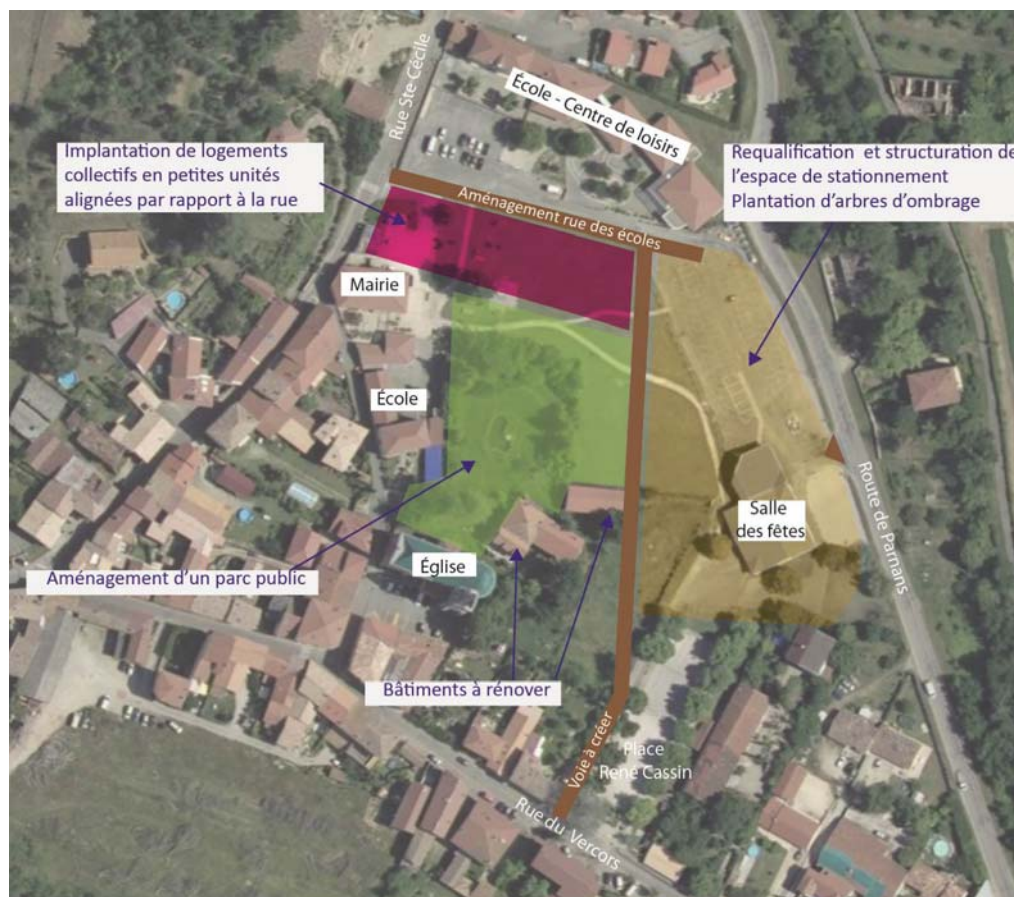 Rue Ste-Cécile
École - Centre de loisirs
Implantation de logements
collectifs en petites unités
alignées par rapport à la rue
Requalification et structuration de
l'espace de stationnement
Plantation d'arbres d'ombrage
Aménagement rue des écoles
Mairie
École
Salle
des fêtes
Route de Parnans
Église
Aménagement d'un parc public
Bâtiments à rénover
Voie à créer
Place
René Cassin
Rue du Vercors